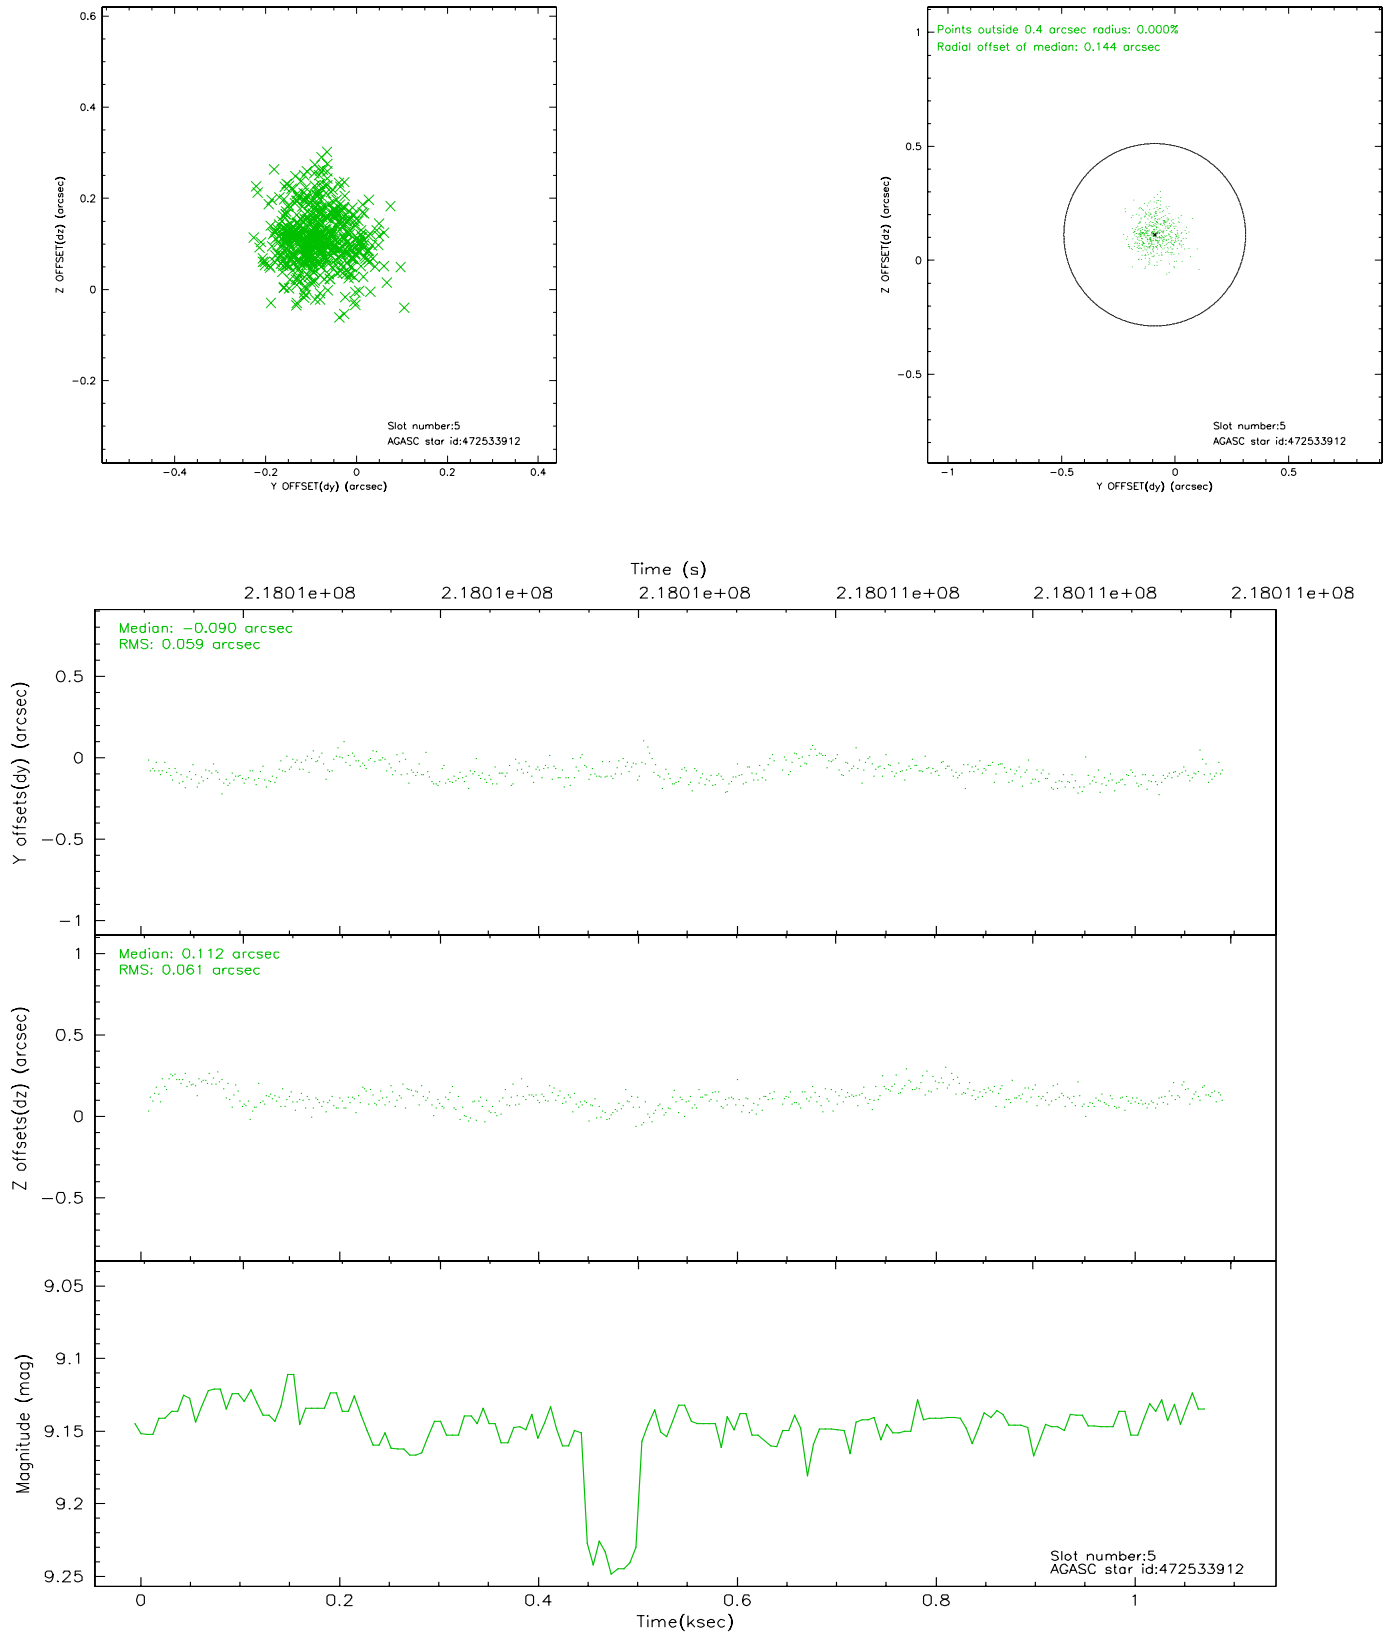 0.6
0.4
0.2
0
−0.2
Z OFFSET(dz) (arcsec)
Slot number:5
AGASC star id:472533912
−0.4 −0.2 0 0.2 0.4
Y OFFSET(dy) (arcsec)
Points outside 0.4 arcsec radius: 0.000%
Radial offset of median: 0.144 arcsec
1
0.5
0
−0.5
Z OFFSET(dz) (arcsec)
Slot number:5
AGASC star id:472533912
−1 −0.5 0 0.5
Y OFFSET(dy) (arcsec)
Time (s)
2.1801e+08 2.1801e+08 2.1801e+08 2.18011e+08 2.18011e+08 2.18011e+08
Median: −0.090 arcsec
RMS: 0.059 arcsec
0.5
0
−0.5
−1
Y offsets(dy) (arcsec)
Median: 0.112 arcsec
RMS: 0.061 arcsec
1
0.5
0
−0.5
Z offsets(dz) (arcsec)
9.05
9.1
9.15
9.2
9.25
Magnitude (mag)
Slot number:5
AGASC star id:472533912
0 0.2 0.4 0.6 0.8 1
Time(ksec)